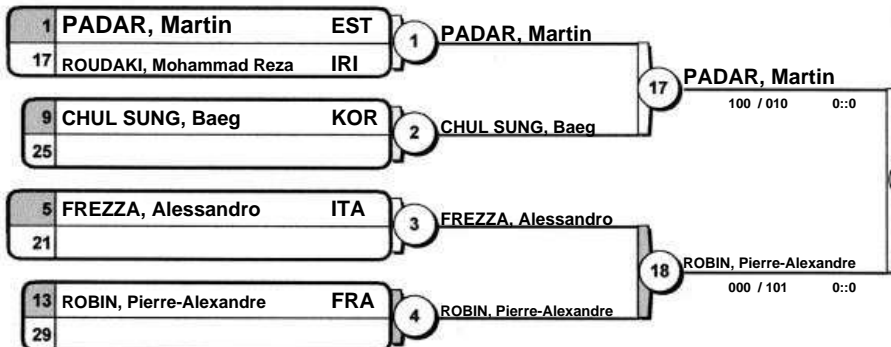 1 PADAR, Martin EST
17 ROUDAKI, Mohammad Reza IRI
1 PADAR, Martin
9 CHUL SUNG, Baeg KOR
25
2 CHUL SUNG, Baeg
17 PADAR, Martin
100 / 010 0::0
5 FREZZA, Alessandro ITA
21
3 FREZZA, Alessandro
13 ROBIN, Pierre-Alexandre FRA
29
4 ROBIN, Pierre-Alexandre
18 ROBIN, Pierre-Alexandre
000 / 101 0::0